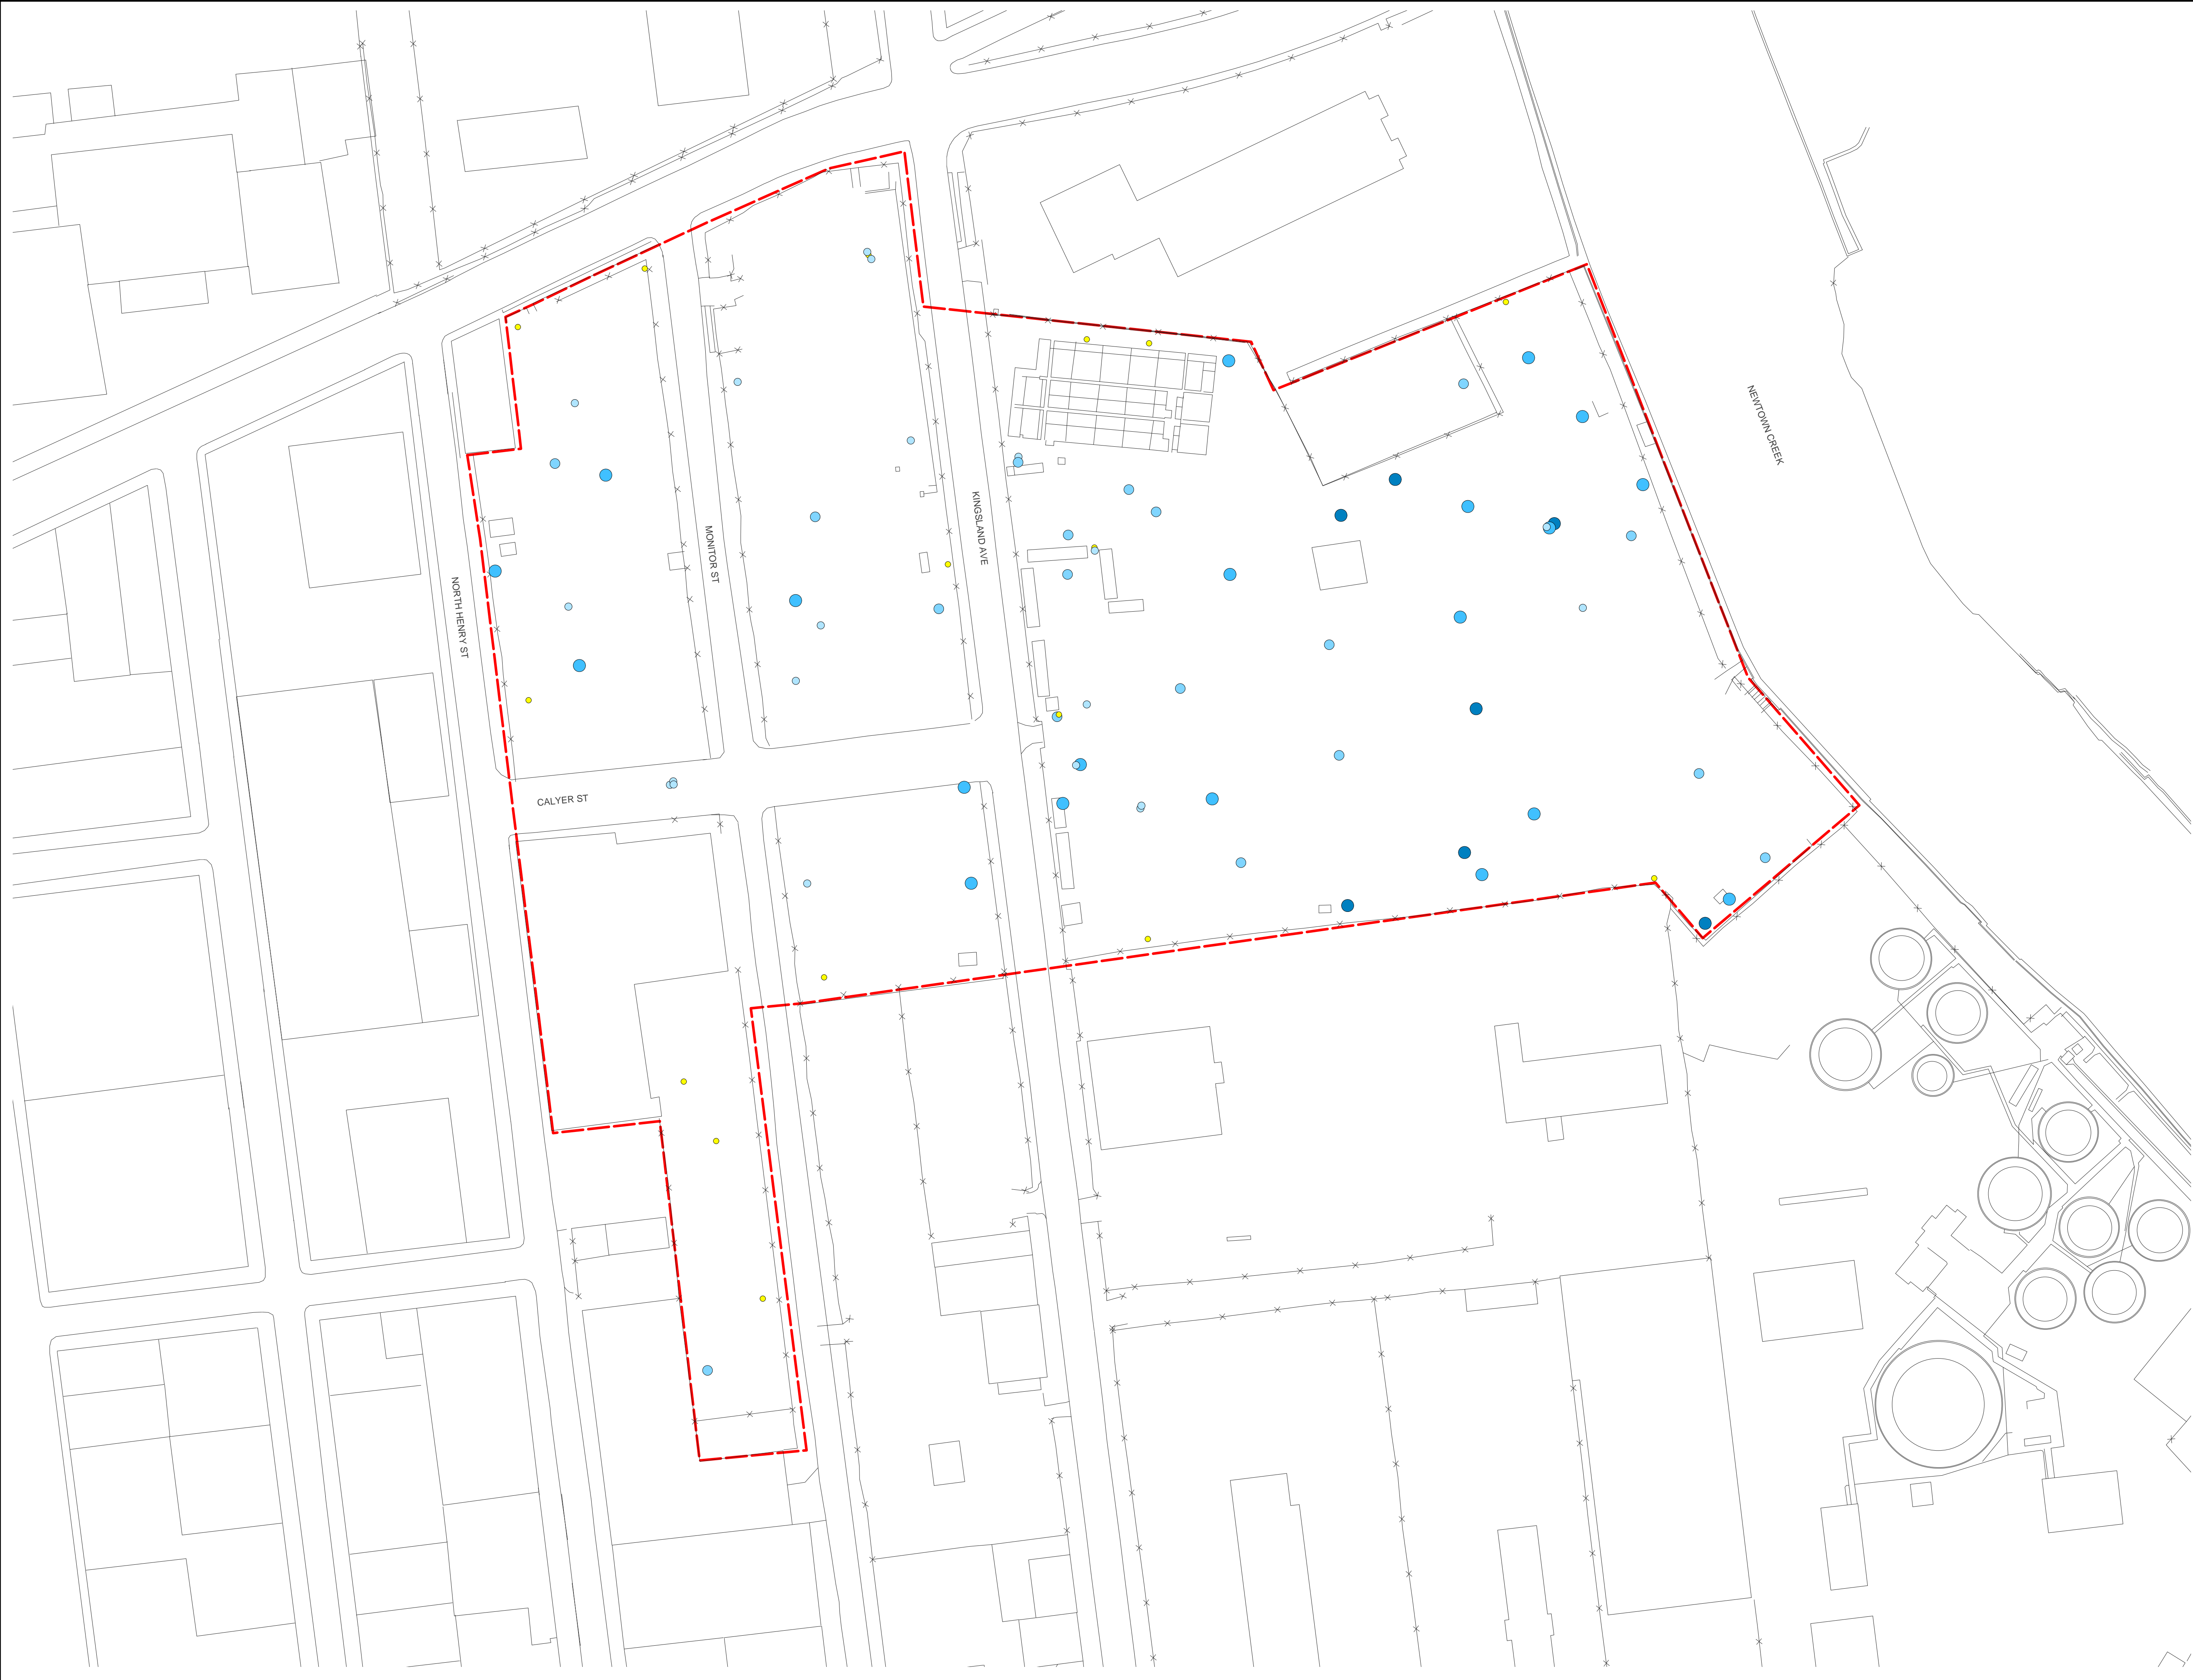 NEWTOWN CREEK
KINGSLAND AVE
MONITOR ST
NORTH HENRY ST
CALYER ST